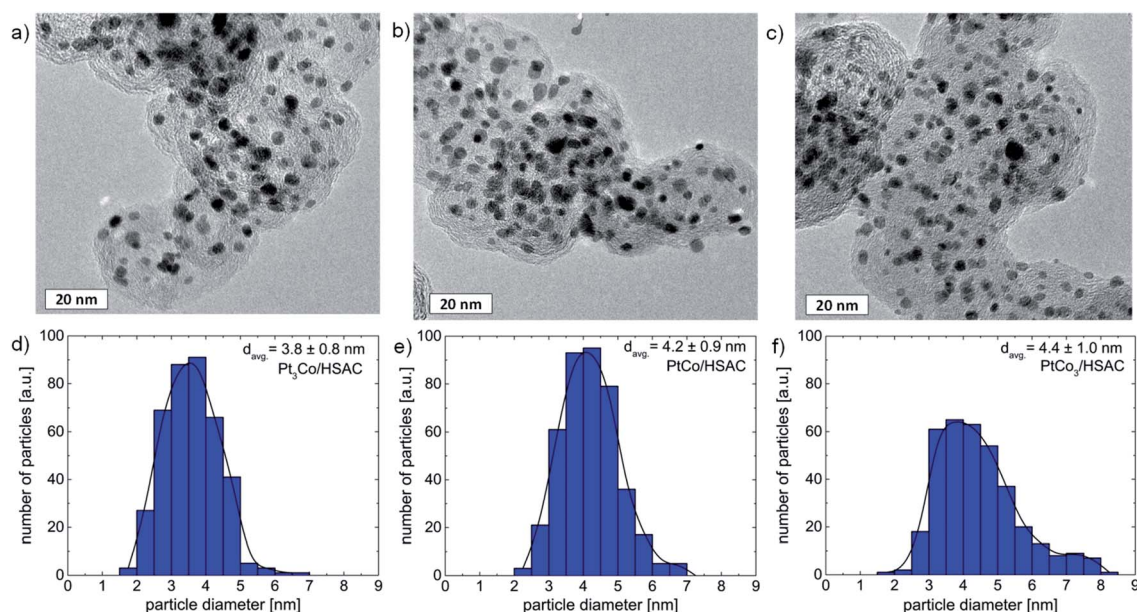 a)
b)
c)
20 nm
20 nm
20 nm
d)
d_avg. = 3.8 ± 0.8 nm
Pt₃Co/HSAC
number of particles [a.u.]
100
80
60
40
20
0
0 1 2 3 4 5 6 7 8 9
particle diameter [nm]
e)
d_avg. = 4.2 ± 0.9 nm
PtCo/HSAC
number of particles [a.u.]
100
80
60
40
20
0
0 1 2 3 4 5 6 7 8 9
particle diameter [nm]
f)
d_avg. = 4.4 ± 1.0 nm
PtCo₃/HSAC
number of particles [a.u.]
100
80
60
40
20
0
0 1 2 3 4 5 6 7 8 9
particle diameter [nm]